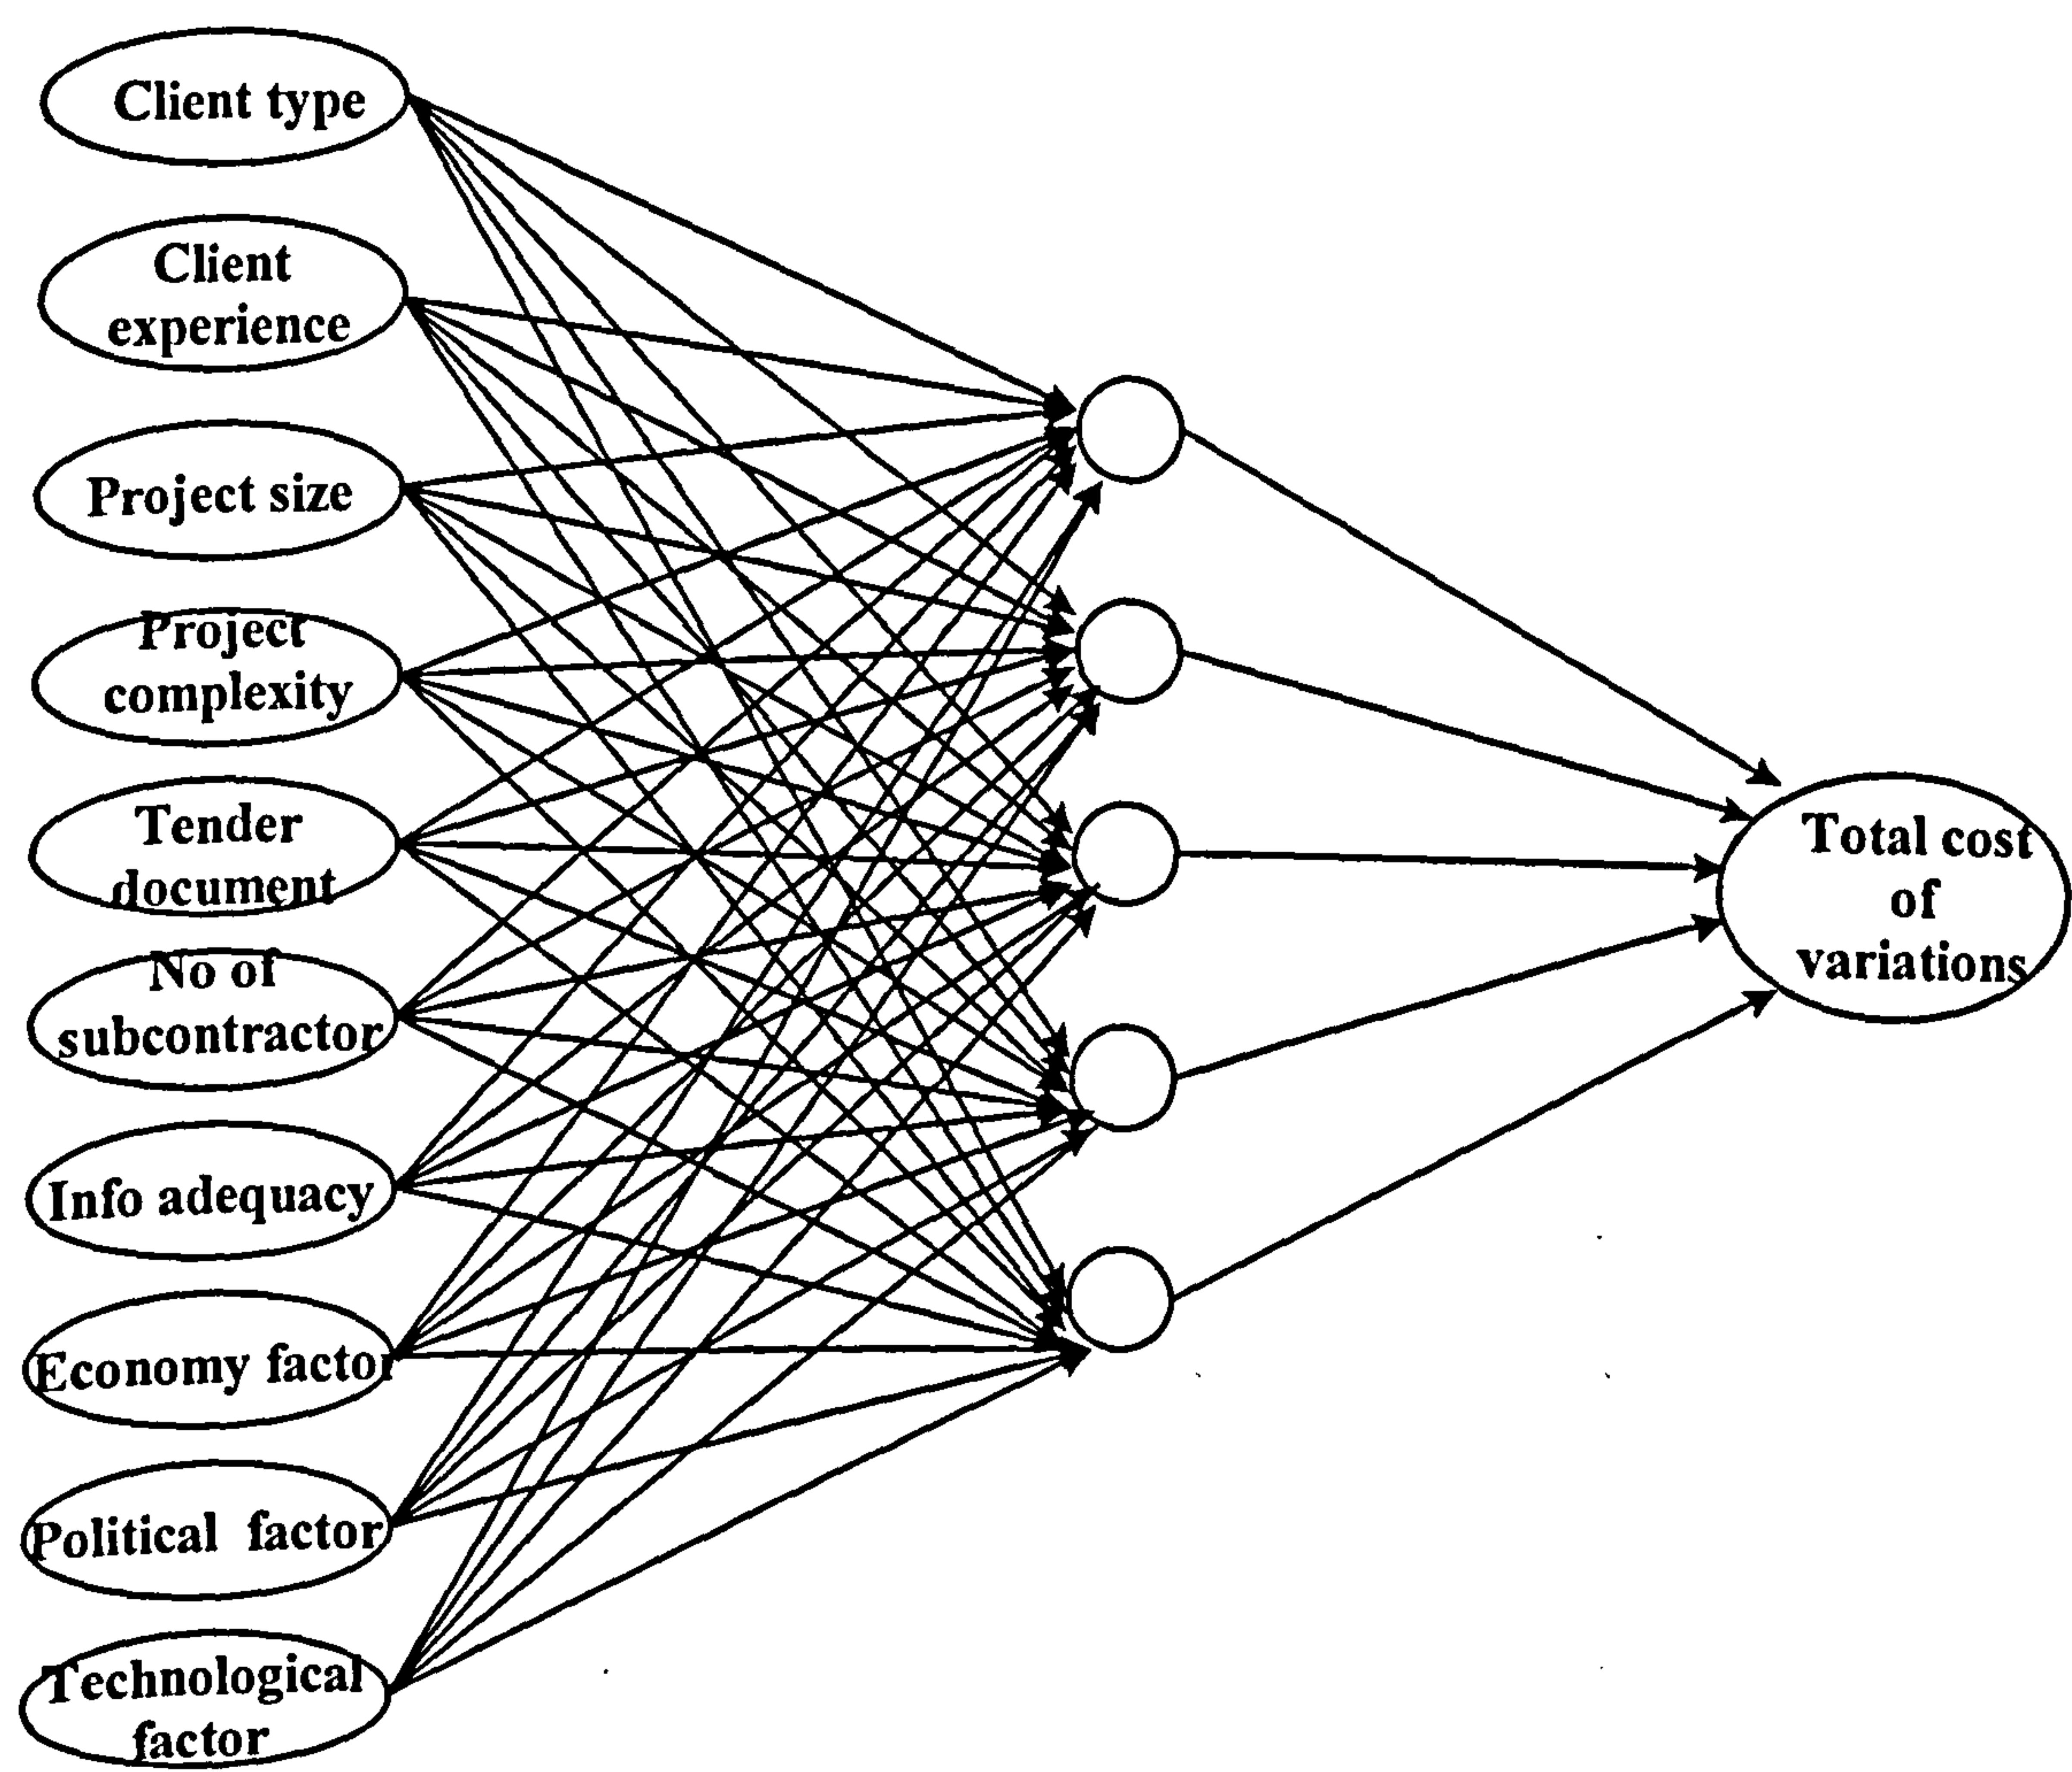 Client type
Client
experience
Project size
Project
complexity
Tender
document
No of
subcontractor
Info adequacy
Economy factor
Political factor
Technological
factor
Total cost
of
variations